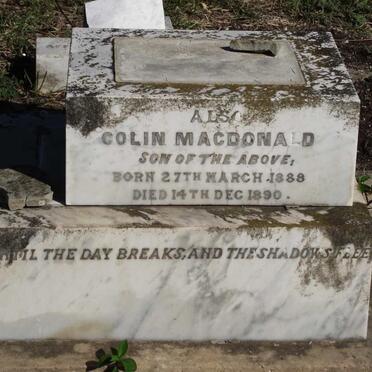 ALSO
COLIN MACDONALD
SON OF THE ABOVE,
BORN 27TH MARCH 1888
DIED 14TH DEC 1890.
UNTIL THE DAY BREAKS, AND THE SHADOWS FLEE